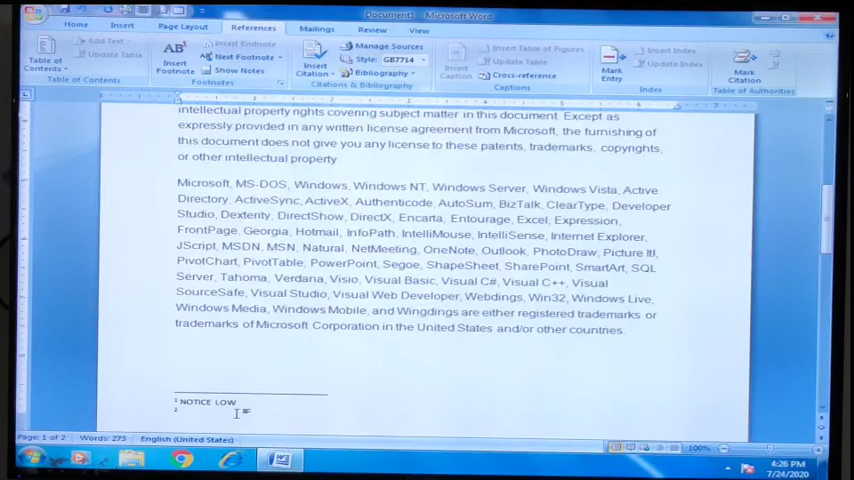 Document1 - Microsoft Word
Home Insert Page Layout References Mailings Review View
Table of Contents
Add Text
Update Table
Table of Contents
AB¹
Insert Footnote
Insert Endnote
Next Footnote
Show Notes
Footnotes
Insert Citation
Manage Sources
Style: GB7714
Bibliography
Citations & Bibliography
Insert Caption
Insert Table of Figures
Update Table
Cross-reference
Captions
Mark Entry
Insert Index
Update Index
Index
Mark Citation
Table of Authorities
intellectual property rights covering subject matter in this document. Except as
expressly provided in any written license agreement from Microsoft, the furnishing of
this document does not give you any license to these patents, trademarks, copyrights,
or other intellectual property
Microsoft, MS-DOS, Windows, Windows NT, Windows Server, Windows Vista, Active
Directory, ActiveSync, ActiveX, Authenticode, AutoSum, BizTalk, ClearType, Developer
Studio, Dexterity, DirectShow, DirectX, Encarta, Entourage, Excel, Expression,
FrontPage, Georgia, Hotmail, InfoPath, IntelliMouse, IntelliSense, Internet Explorer,
JScript, MSDN, MSN, Natural, NetMeeting, OneNote, Outlook, PhotoDraw, Picture It!,
PivotChart, PivotTable, PowerPoint, Segoe, ShapeSheet, SharePoint, SmartArt, SQL
Server, Tahoma, Verdana, Visio, Visual Basic, Visual C#, Visual C++, Visual
SourceSafe, Visual Studio, Visual Web Developer, Webdings, Win32, Windows Live,
Windows Media, Windows Mobile, and Wingdings are either registered trademarks or
trademarks of Microsoft Corporation in the United States and/or other countries.
¹ NOTICE LOW
²
Page: 1 of 2 Words: 273 English (United States) 100%
4:26 PM
7/24/2020